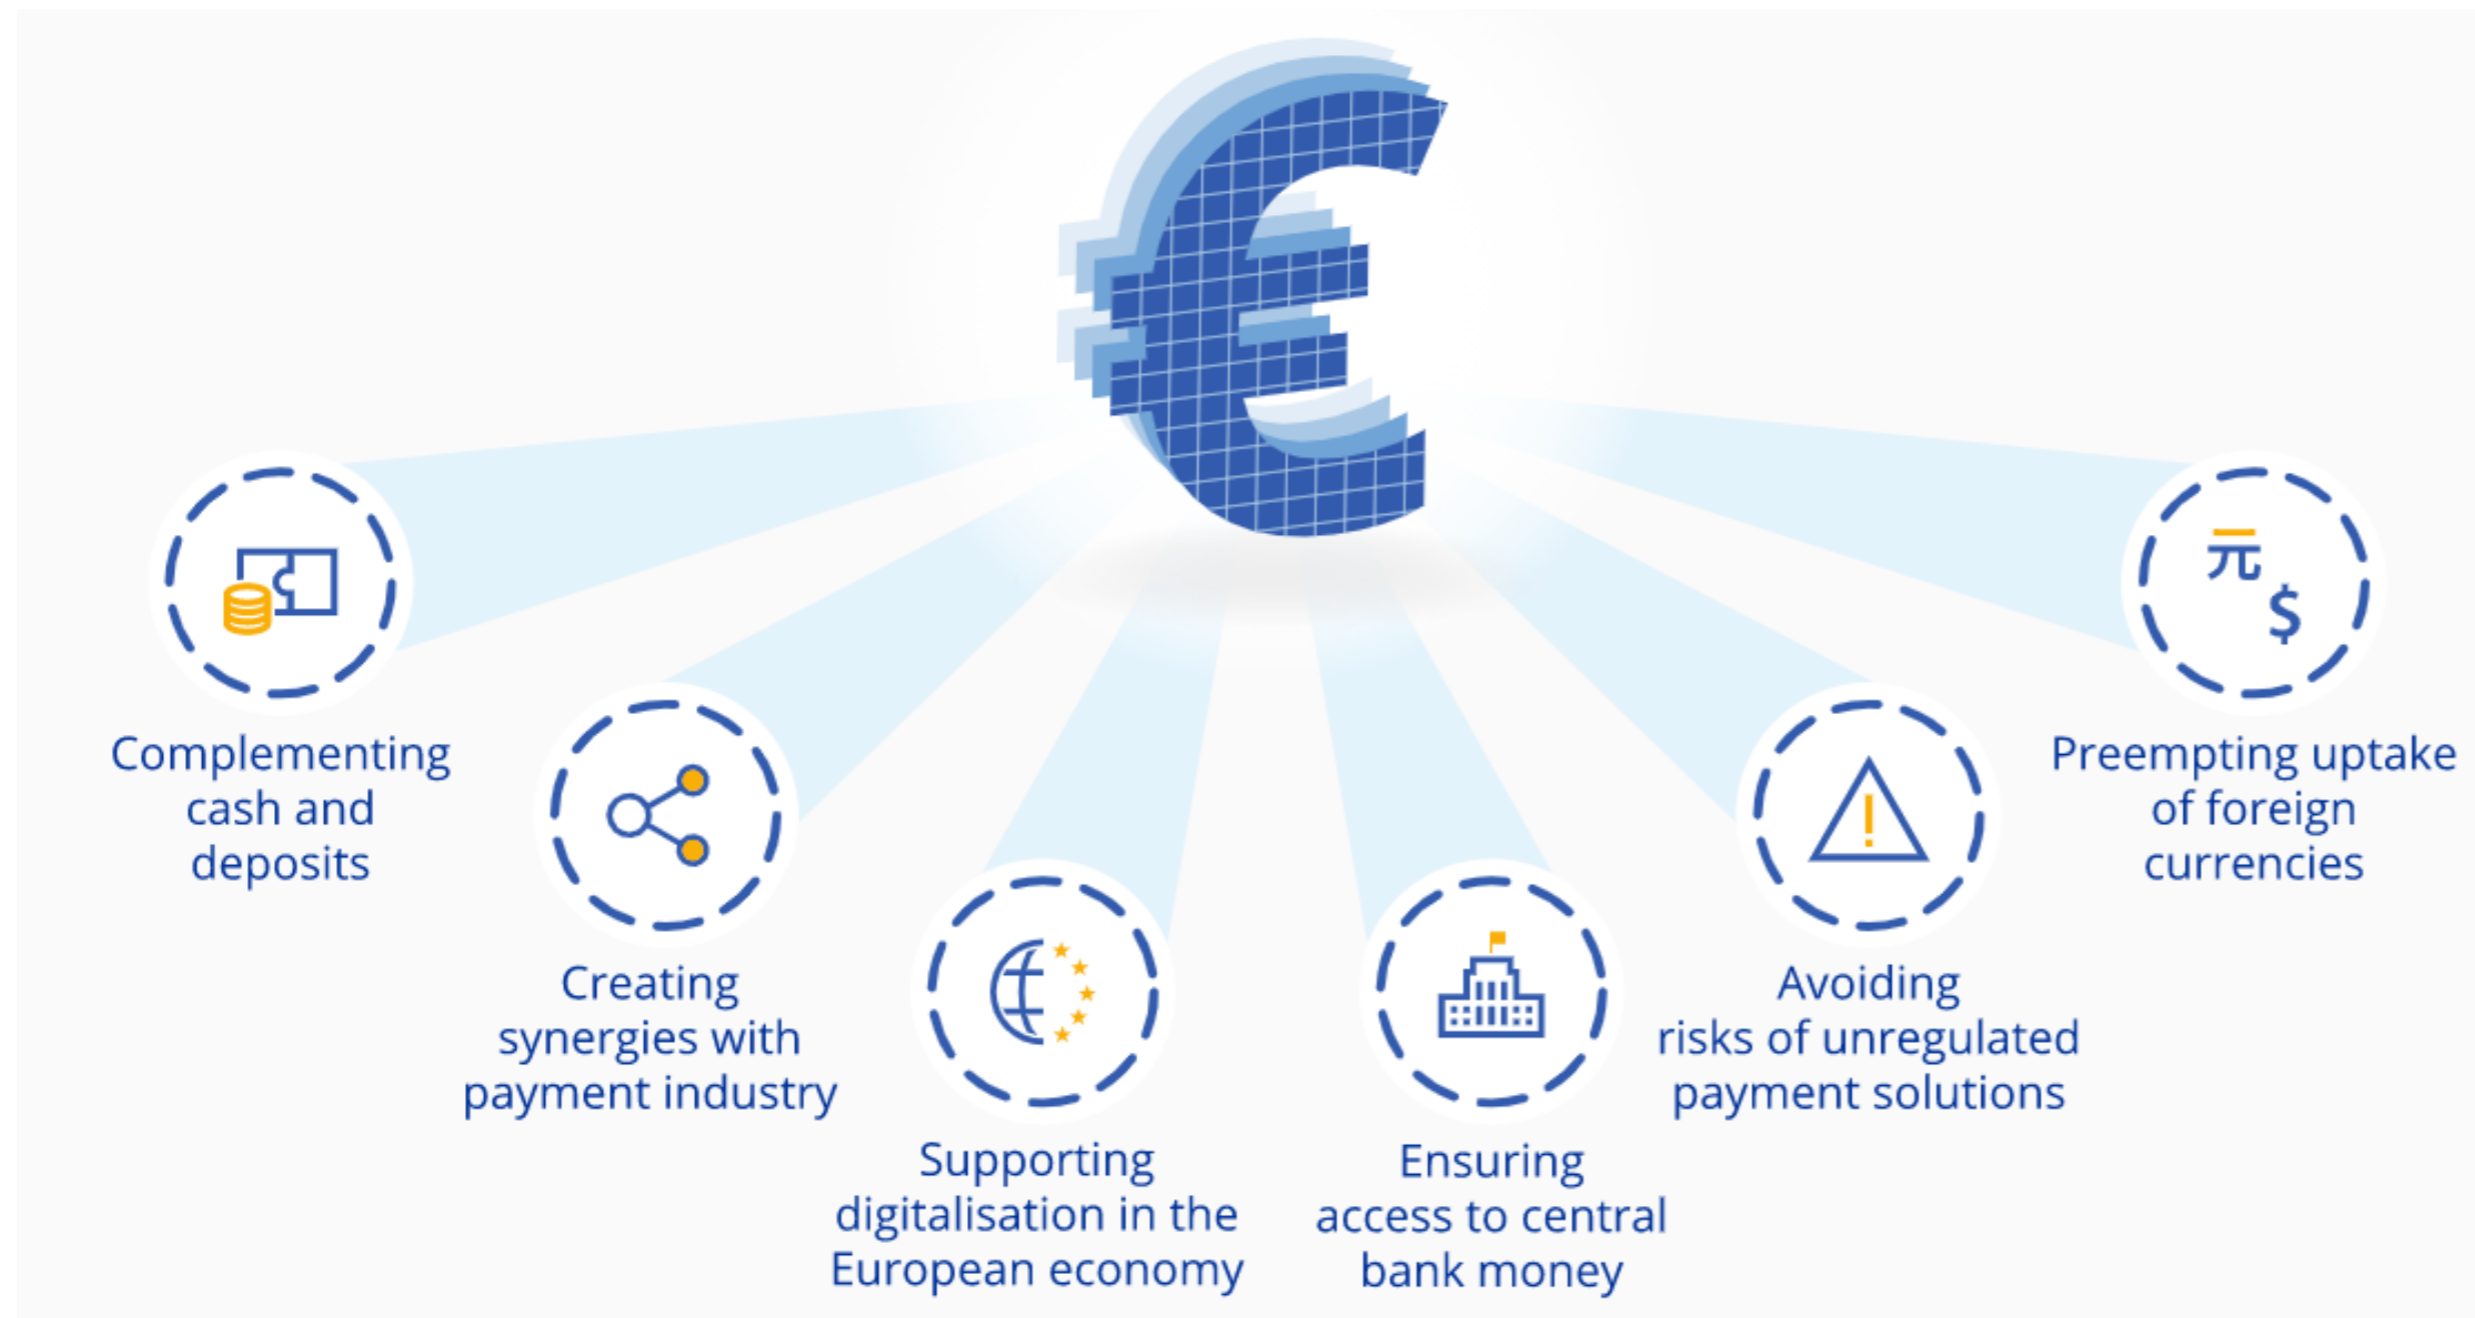 €
Complementing
cash and
deposits
Creating
synergies with
payment industry
Supporting
digitalisation in the
European economy
Ensuring
access to central
bank money
!
Avoiding
risks of unregulated
payment solutions
元
$
Preempting uptake
of foreign
currencies